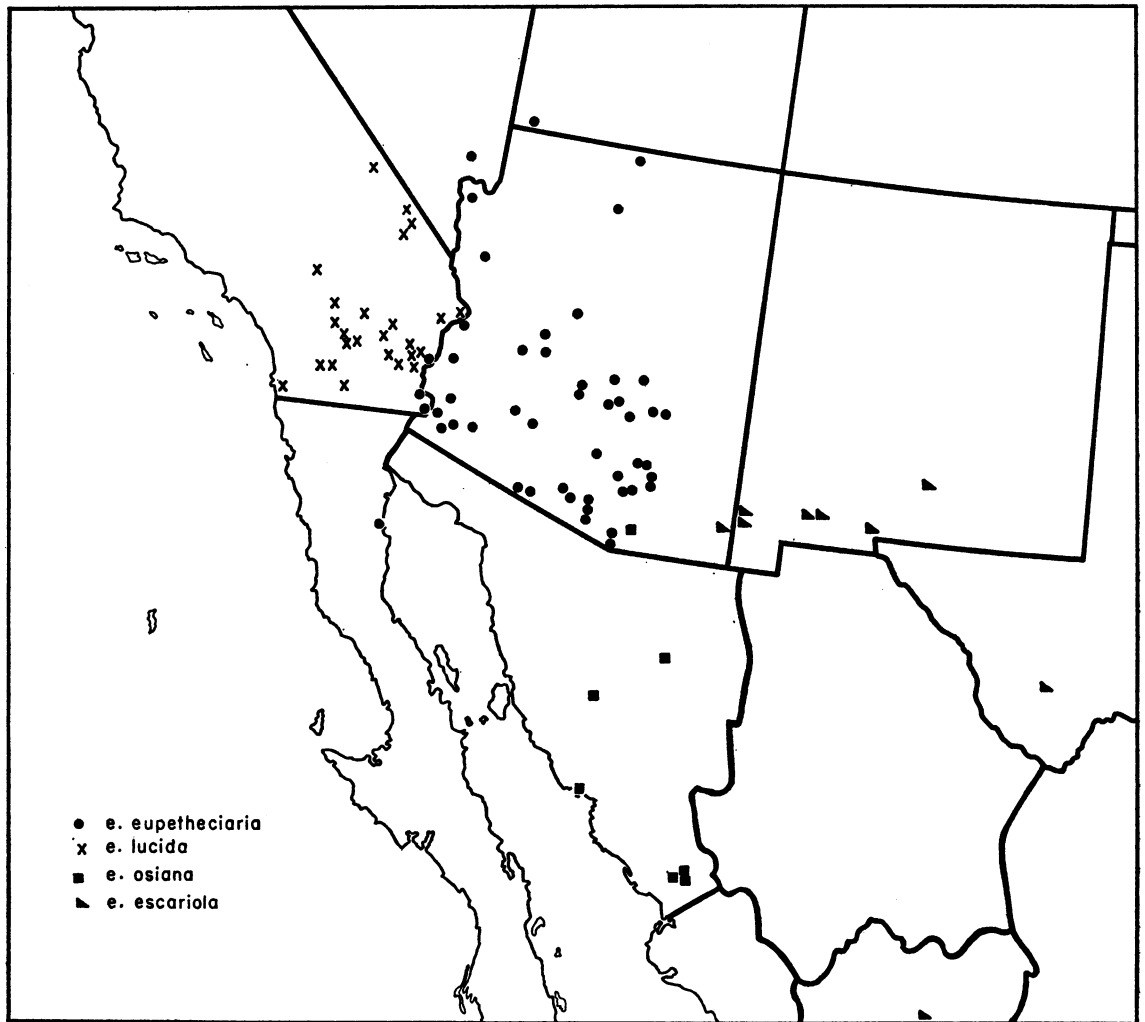 e. eupetheciaria
x e. lucida
e. osiana
e. escariola